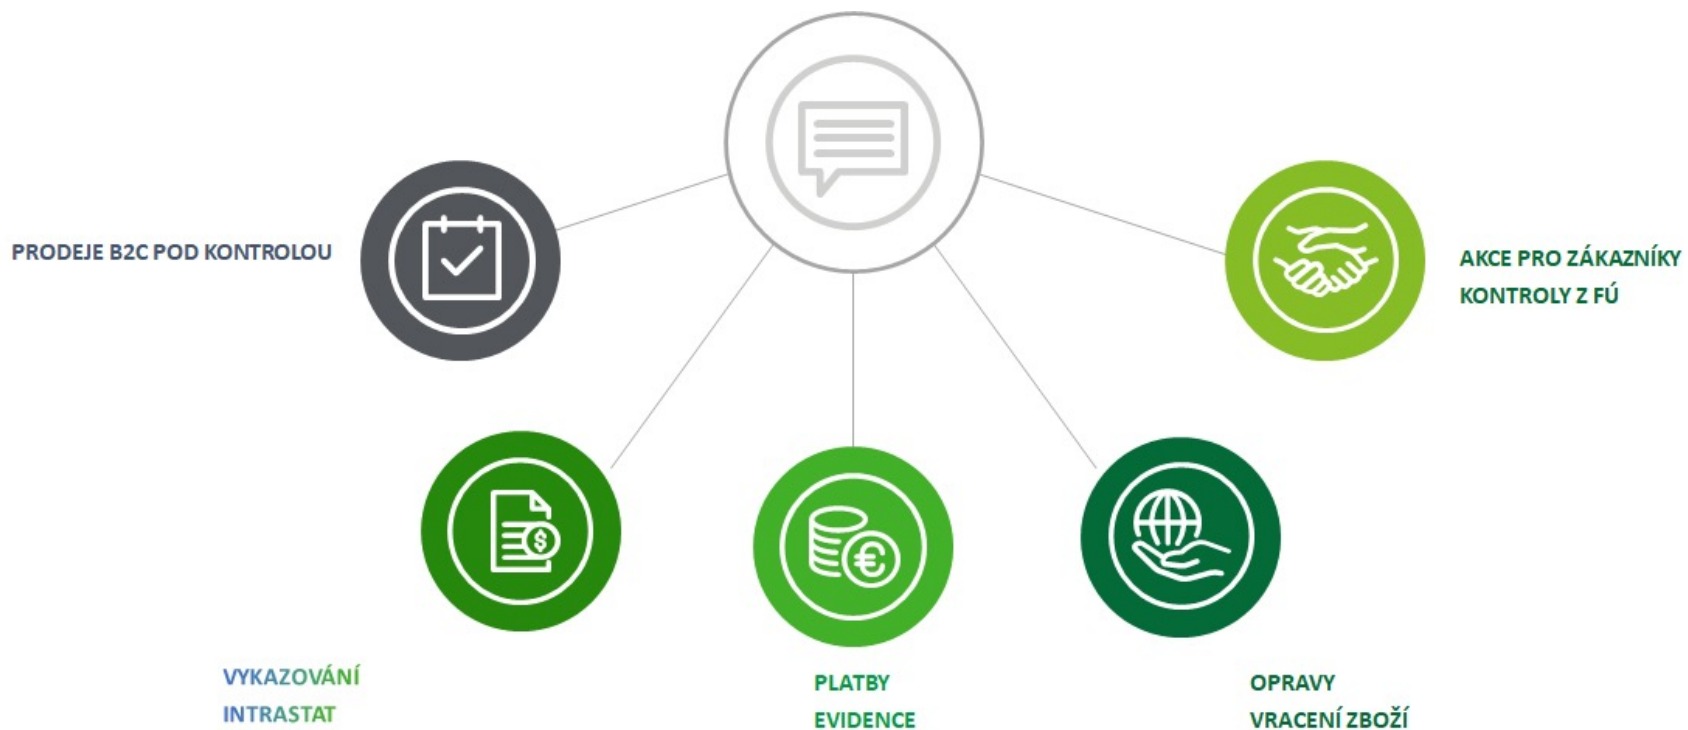 PRODEJE B2C POD KONTROLOU
AKCE PRO ZÁKAZNÍKY
KONTROLY Z FÚ
VYKAZOVÁNÍ
INTRASTAT
PLATBY
EVIDENCE
OPRAVY
VRACENÍ ZBOŽÍ